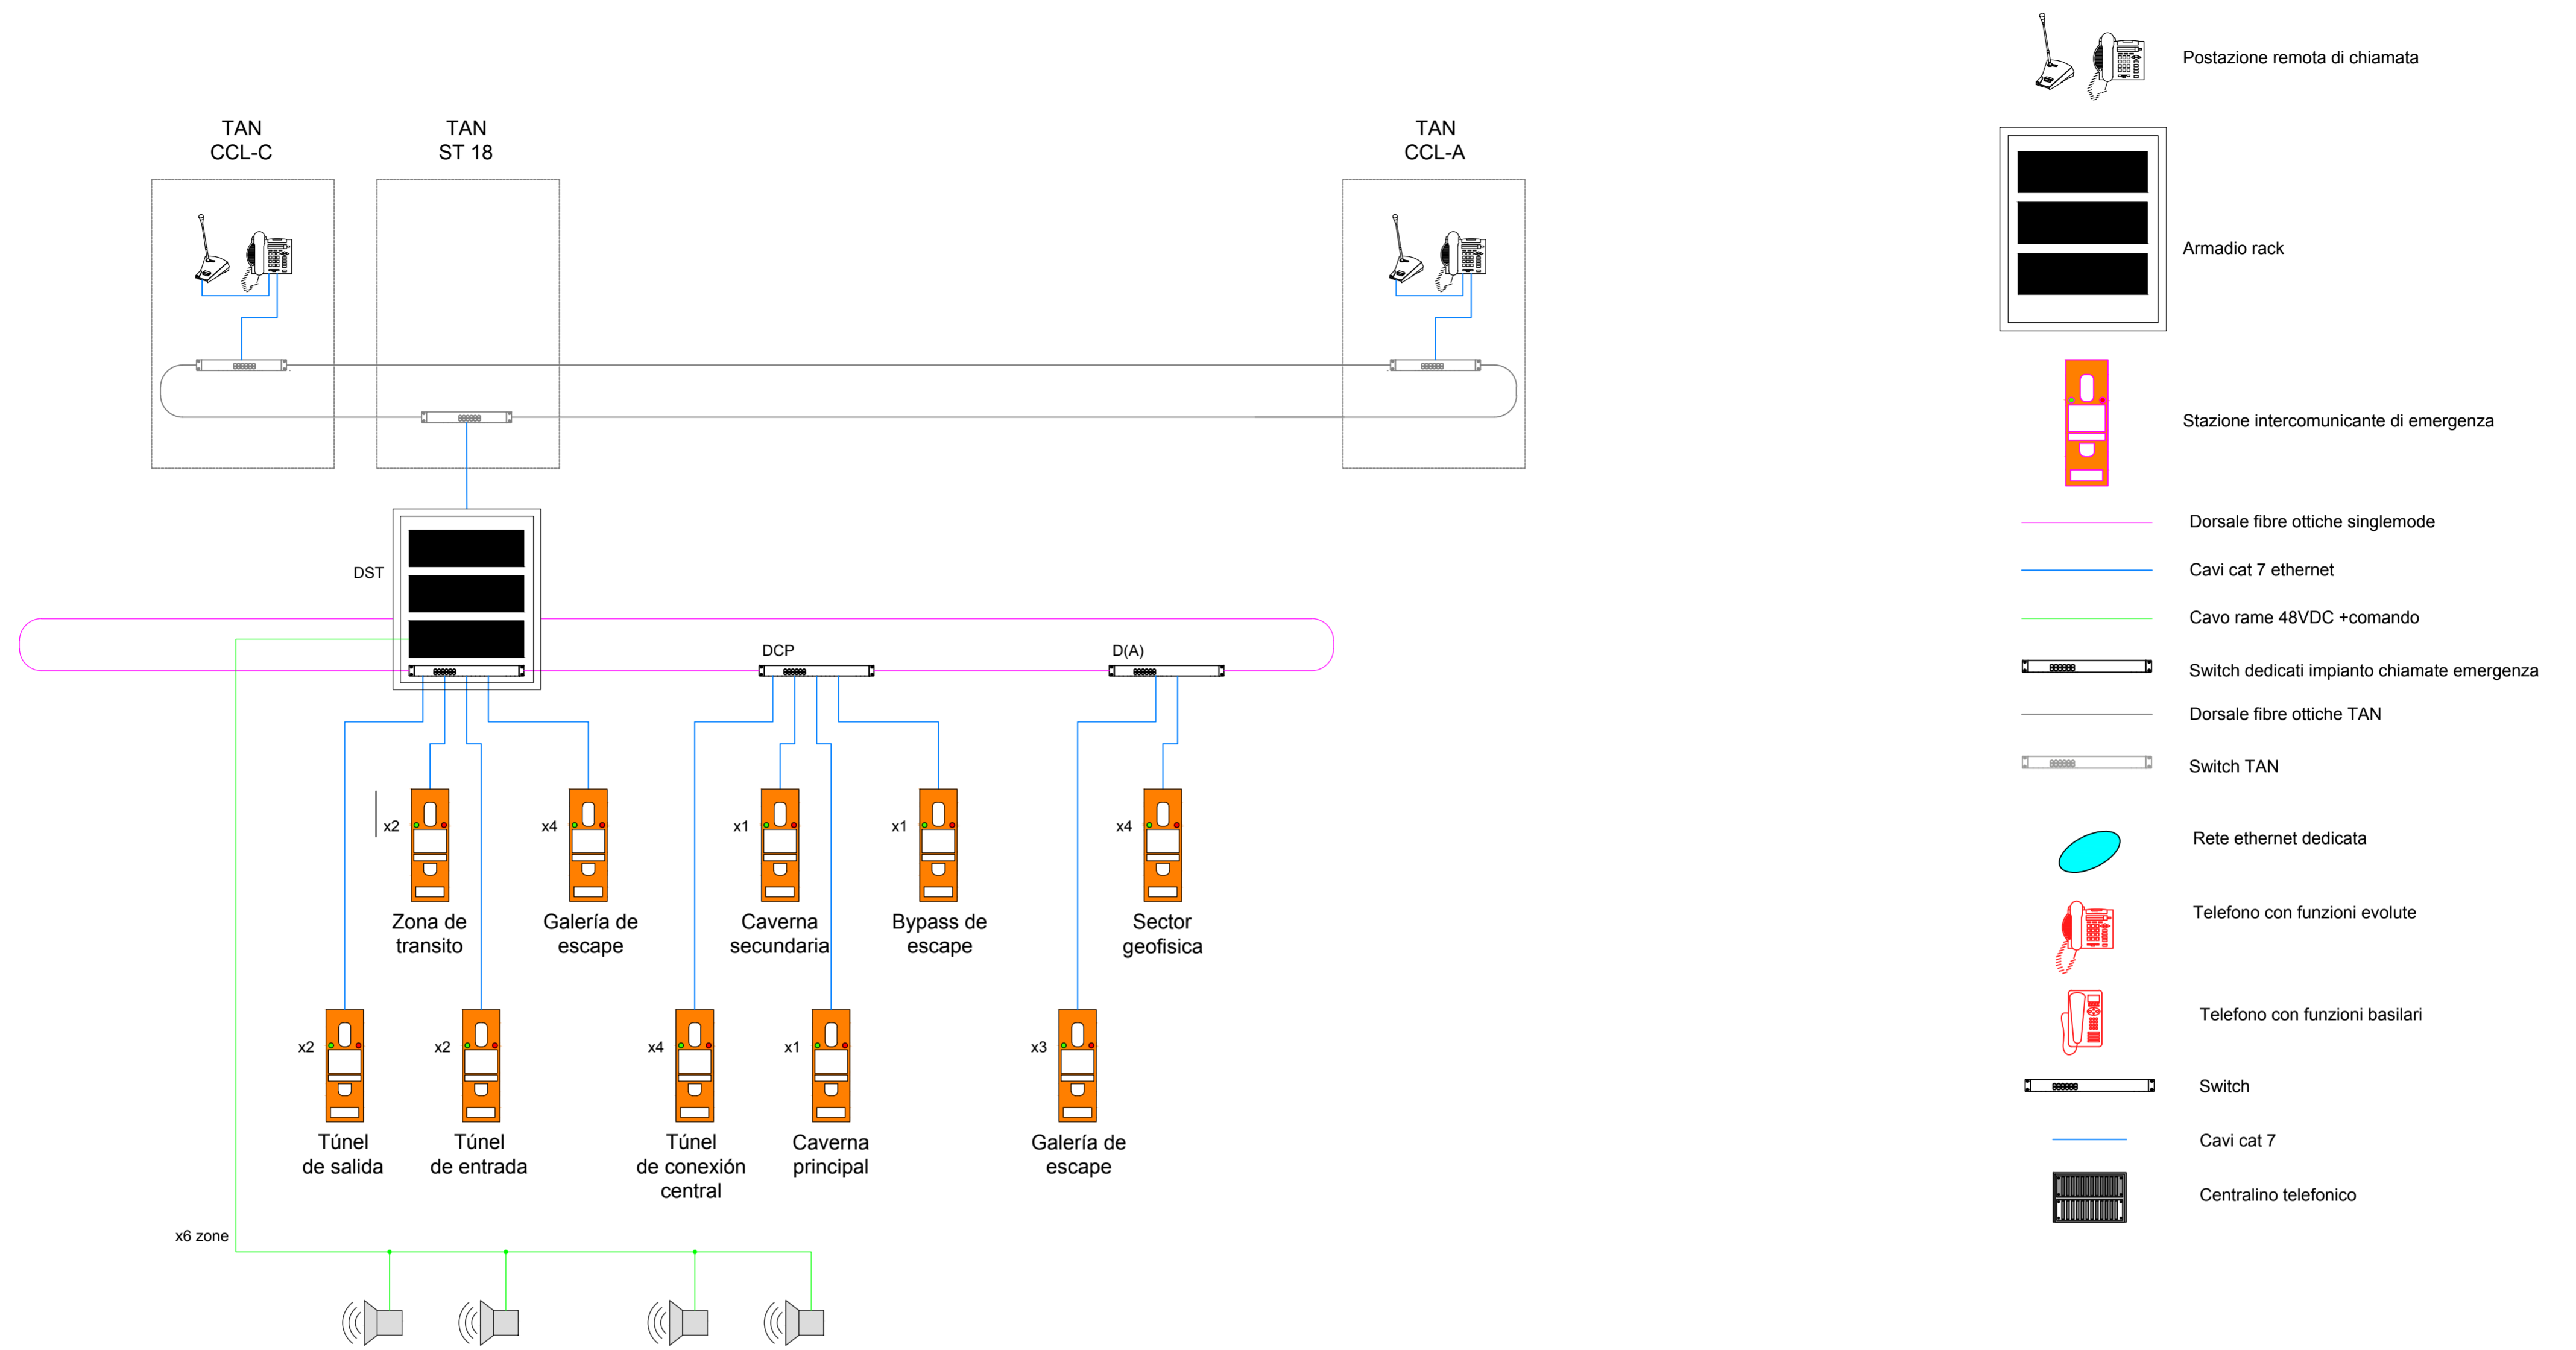 TAN
CCL-C
TAN
ST 18
TAN
CCL-A
DST
DCP
D(A)
x2
x4
x1
x1
x4
Zona de
transito
Galería de
escape
Caverna
secundaria
Bypass de
escape
Sector
geofisica
x2
x2
x4
x1
x3
Túnel
de salida
Túnel
de entrada
Túnel
de conexión
central
Caverna
principal
Galería de
escape
x6 zone
Postazione remota di chiamata
Armadio rack
Stazione intercomunicante di emergenza
Dorsale fibre ottiche singlemode
Cavi cat 7 ethernet
Cavo rame 48VDC +comando
Switch dedicati impianto chiamate emergenza
Dorsale fibre ottiche TAN
Switch TAN
Rete ethernet dedicata
Telefono con funzioni evolute
Telefono con funzioni basilari
Switch
Cavi cat 7
Centralino telefonico